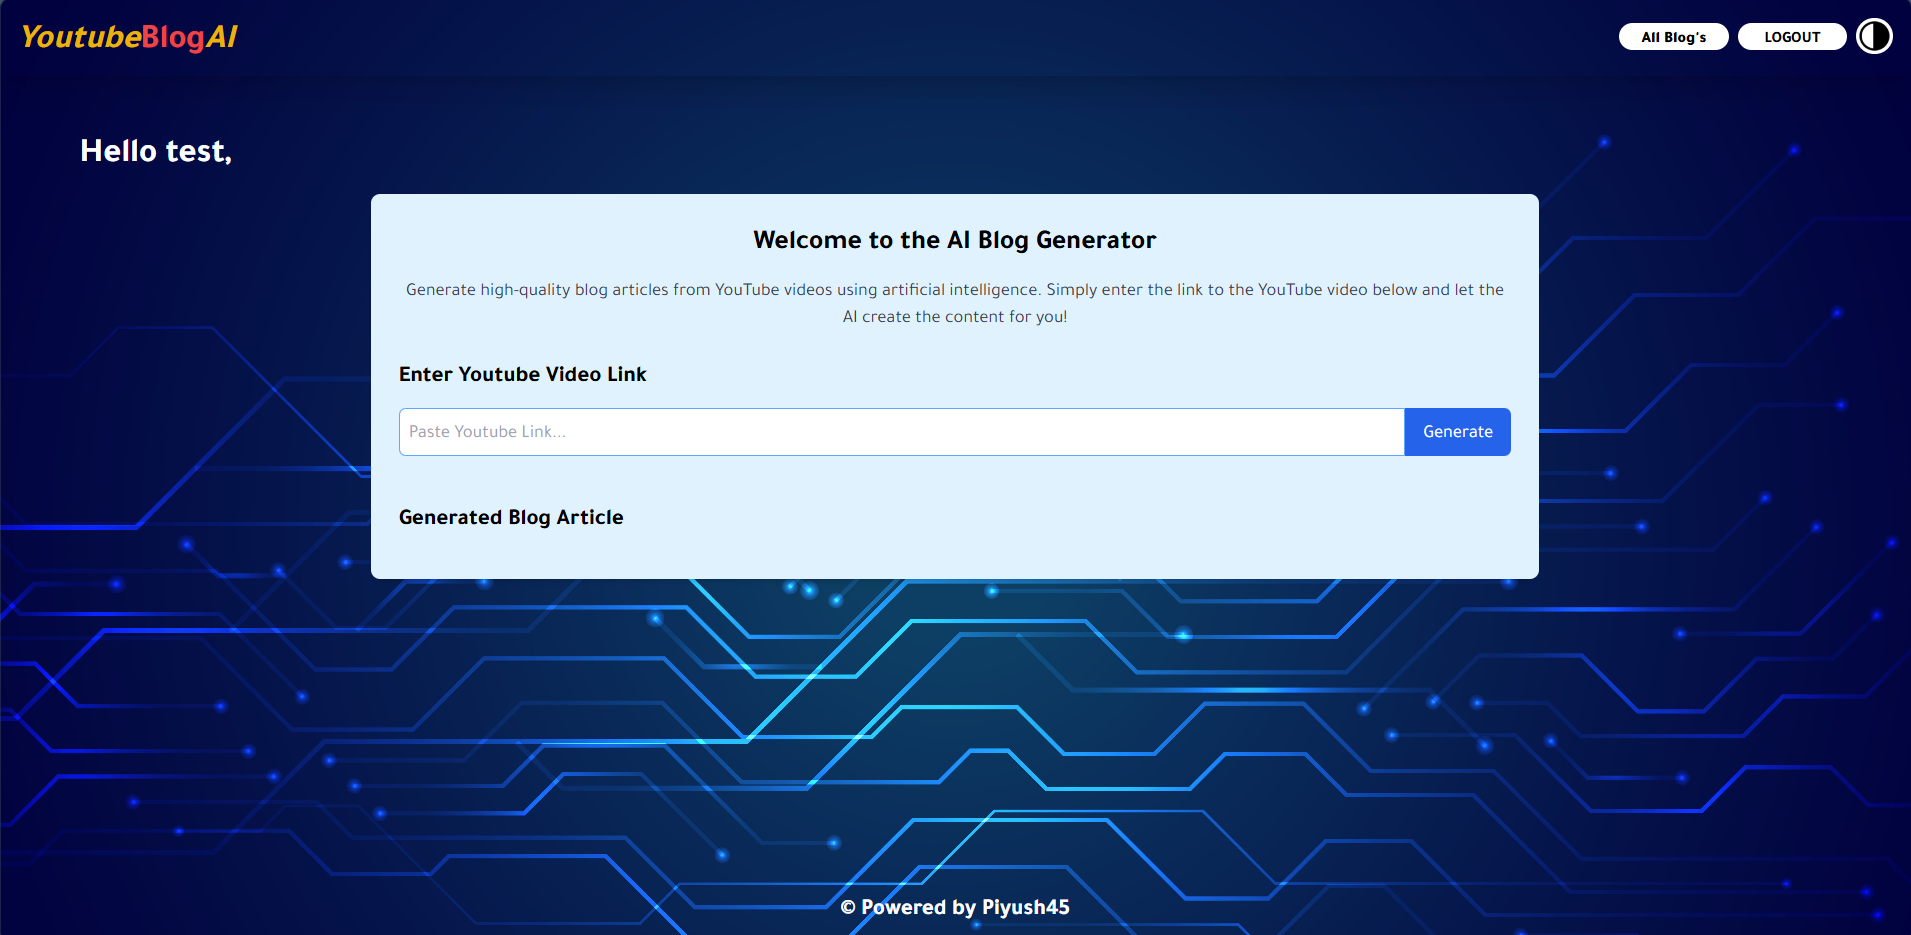 YoutubeBlogAI
All Blog's
LOGOUT
Hello test,
Welcome to the AI Blog Generator
Generate high-quality blog articles from YouTube videos using artificial intelligence. Simply enter the link to the YouTube video below and let the
AI create the content for you!
Enter Youtube Video Link
Paste Youtube Link...
Generate
Generated Blog Article
© Powered by Piyush45